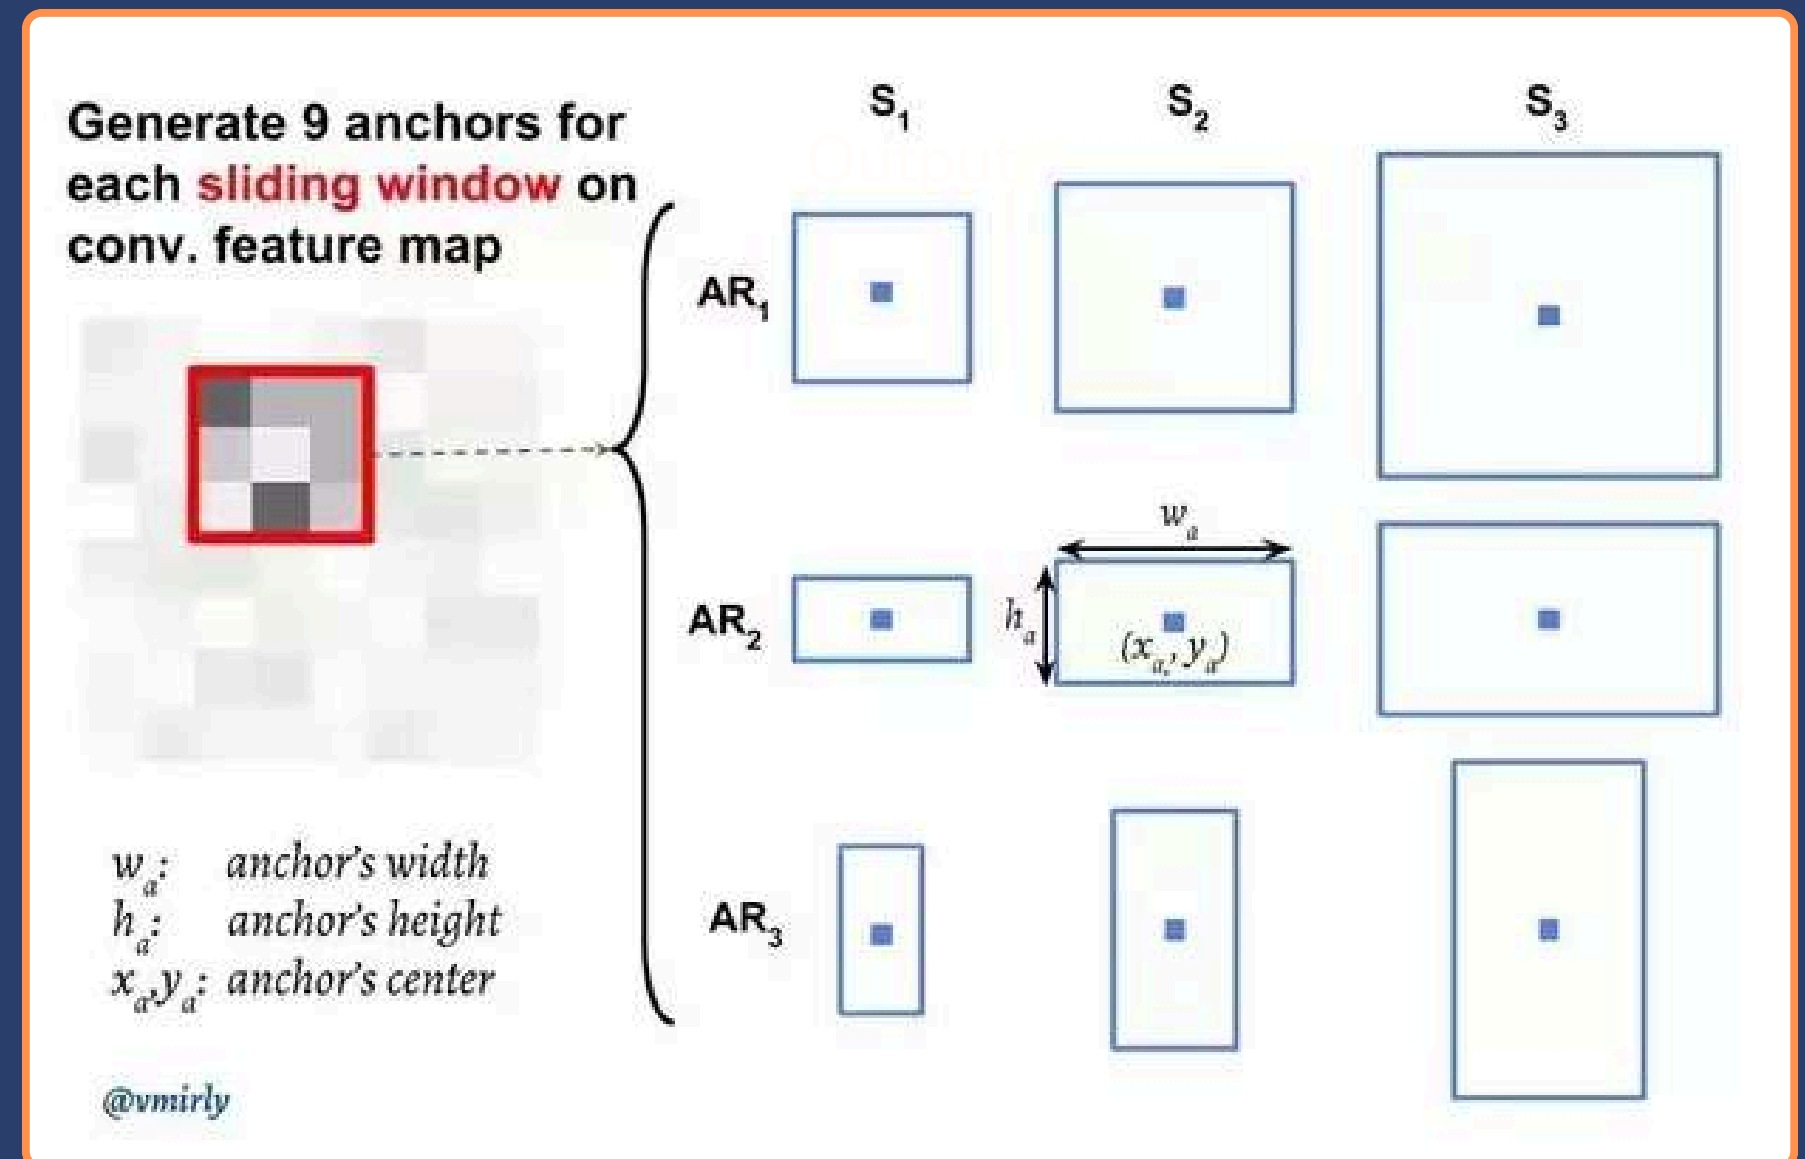 Generate 9 anchors for
each sliding window on
conv. feature map
S1
S2
S3
AR1
AR2
wa
ha
(xa, ya)
AR3
wa: anchor's width
ha: anchor's height
xa,ya: anchor's center
@vmirly